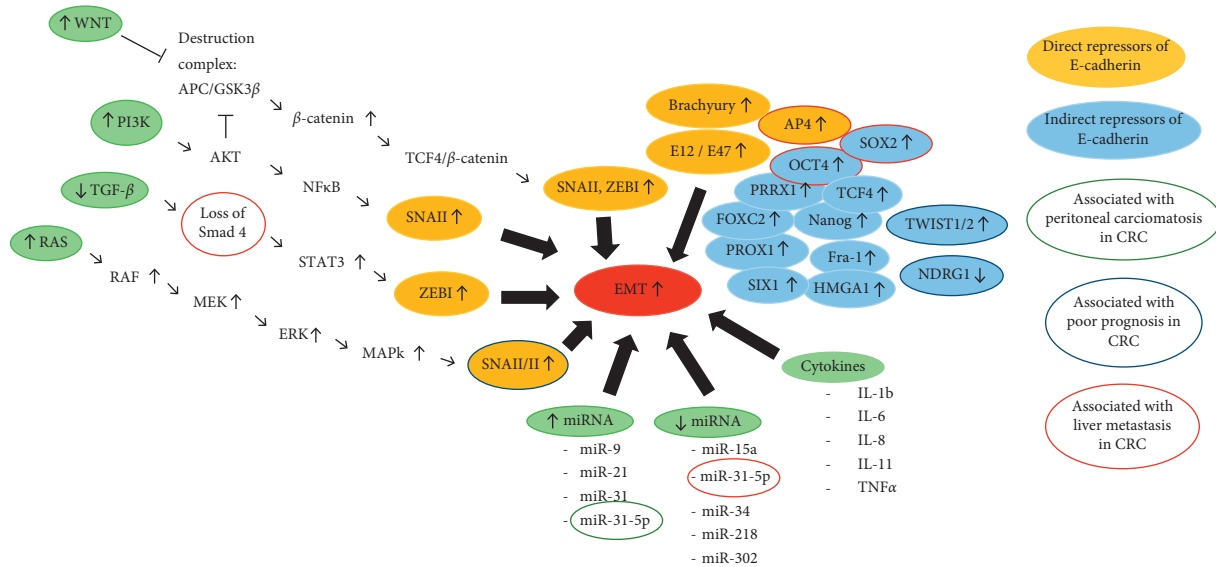 ↑ WNT
Destruction
complex:
APC/GSK3β
↑ PI3K
AKT
β-catenin ↑
TCF4/β-catenin
NFκB
↓ TGF-β
Loss of
Smad 4
STAT3 ↑
↑ RAS
RAF ↑
MEK ↑
ERK ↑
MAPk ↑
SNAII, ZEBI ↑
SNAII ↑
ZEBI ↑
SNAII/II ↑
EMT ↑
Brachyury ↑
AP4 ↑
E12 / E47 ↑
SOX2 ↑
OCT4 ↑
PRRX1 ↑
TCF4 ↑
FOXC2 ↑
Nanog ↑
TWIST1/2 ↑
PROX1 ↑
Fra-1 ↑
NDRG1 ↓
SIX1 ↑
HMGA1 ↑
↑ miRNA
- miR-9
- miR-21
- miR-31
- miR-31-5p
↓ miRNA
- miR-15a
- miR-31-5p
- miR-34
- miR-218
- miR-302
Cytokines
- IL-1b
- IL-6
- IL-8
- IL-11
- TNFα
Direct repressors of
E-cadherin
Indirect repressors of
E-cadherin
Associated with
peritoneal carciomatosis
in CRC
Associated with
poor prognosis in
CRC
Associated with
liver metastasis
in CRC